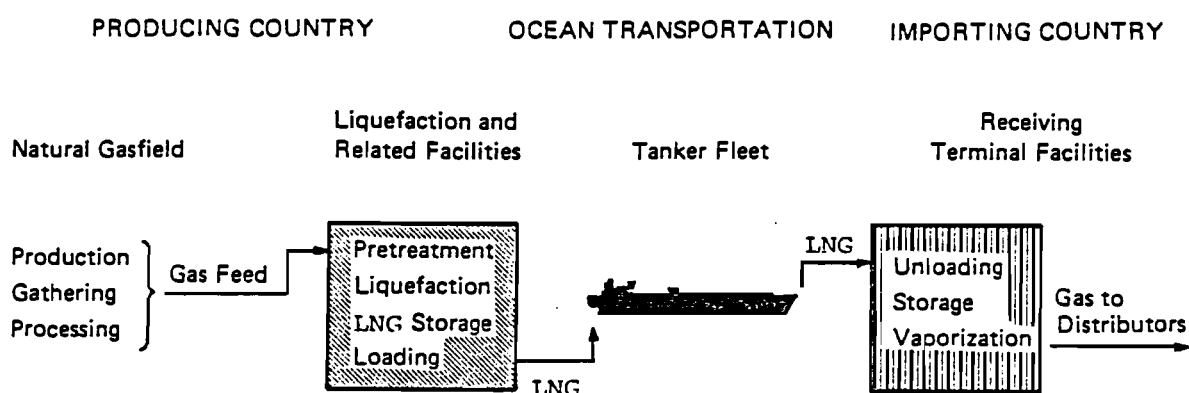 PRODUCING COUNTRY OCEAN TRANSPORTATION IMPORTING COUNTRY
Natural Gasfield
Liquefaction and
Related Facilities
Tanker Fleet
Receiving
Terminal Facilities
Production
Gathering
Processing
Gas Feed
Pretreatment
Liquefaction
LNG Storage
Loading
LNG
LNG
Unloading
Storage
Vaporization
Gas to
Distributors